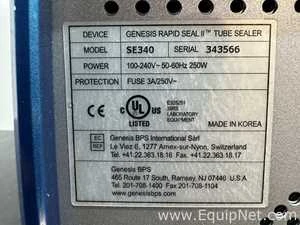 DEVICE GENESIS RAPID SEAL II™ TUBE SEALER
MODEL SE340 SERIAL 343566
POWER 100-240V~ 50-60Hz 250W
PROTECTION FUSE 3A/250V~
C UL US
LISTED
E325251
LABORATORY
EQUIPMENT
CE
MADE IN KOREA
EC REP
Genesis BPS International Sàrl
Le Viez 6, 1277 Arnex-sur-Nyon, Switzerland
Tel. +41.22.363.18.16 Fax. +41.22.363.18.17
Genesis BPS
465 Route 17 South, Ramsey, NJ 07446 U.S.A
Tel. 201-708-1400 Fax. 201-708-1104
www.genesisbps.com
www.EquipNet.com